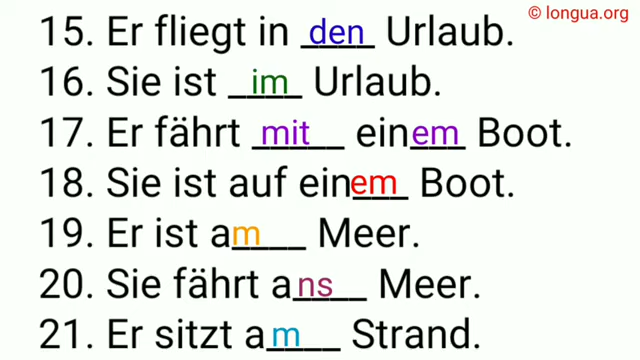 © longua.org
15. Er fliegt in den Urlaub.
16. Sie ist im Urlaub.
17. Er fährt mit einem Boot.
18. Sie ist auf einem Boot.
19. Er ist am Meer.
20. Sie fährt ans Meer.
21. Er sitzt am Strand.